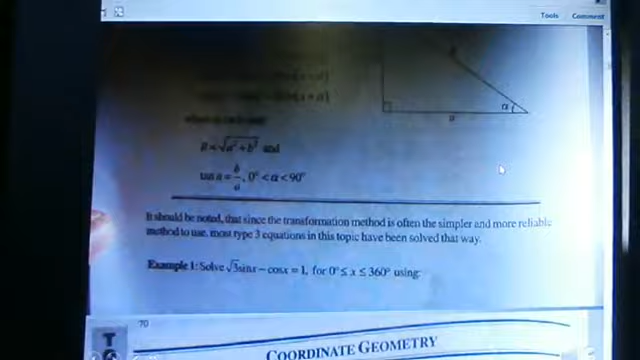 Tools Comment
α
R = √a² + b² and
tan α = b/a, 0° < α < 90°
It should be noted, that since the transformation method is often the simpler and more reliable
method to use, most type 3 equations in this topic have been solved that way.
Example 1: Solve √3sinx – cosx = 1, for 0° ≤ x ≤ 360° using:
70
COORDINATE GEOMETRY